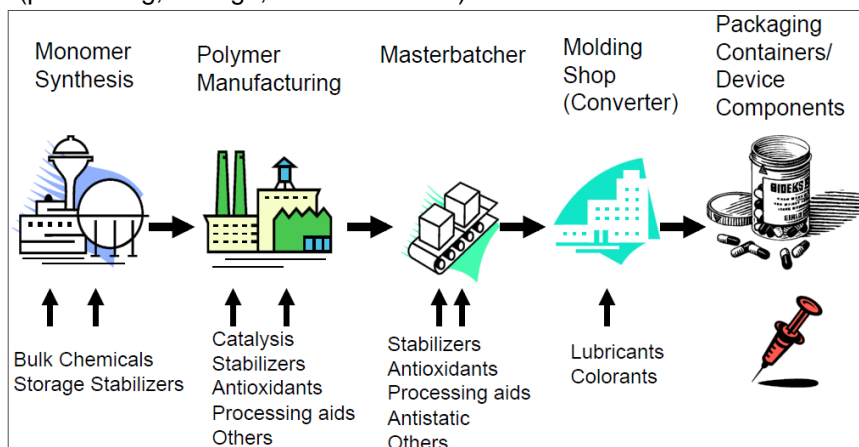 Monomer
Synthesis
Polymer
Manufacturing
Masterbatcher
Molding
Shop
(Converter)
Packaging
Containers/
Device
Components
Bulk Chemicals
Storage Stabilizers
Catalysis
Stabilizers
Antioxidants
Processing aids
Others
Stabilizers
Antioxidants
Processing aids
Antistatic
Others
Lubricants
Colorants